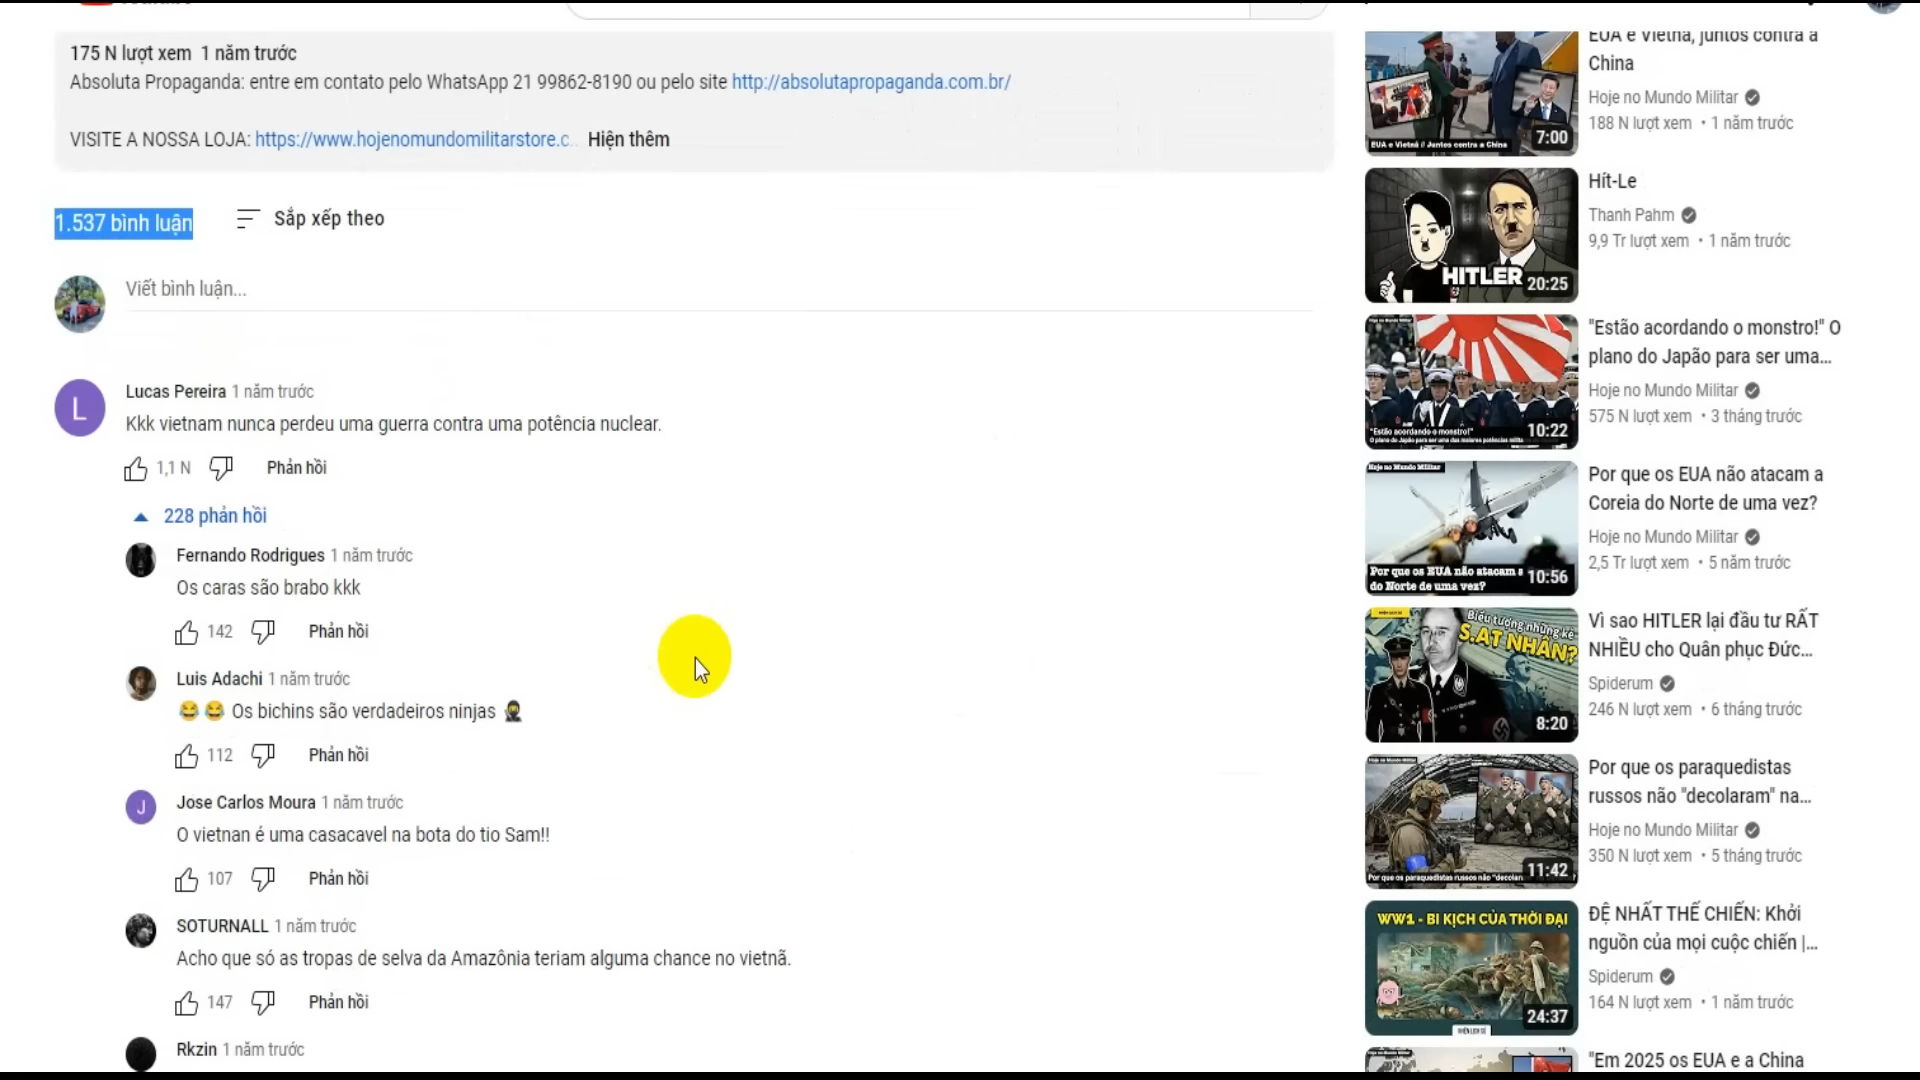 175 N lượt xem 1 năm trước
Absoluta Propaganda: entre em contato pelo WhatsApp 21 99862-8190 ou pelo site http://absolutapropaganda.com.br/
VISITE A NOSSA LOJA: https://www.hojenomundomilitarstore.c... Hiện thêm
1.537 bình luận
Sắp xếp theo
Viết bình luận...
L
Lucas Pereira 1 năm trước
Kkk vietnam nunca perdeu uma guerra contra uma potência nuclear.
1,1 N Phản hồi
228 phản hồi
Fernando Rodrigues 1 năm trước
Os caras são brabo kkk
142 Phản hồi
Luis Adachi 1 năm trước
😂😂 Os bichins são verdadeiros ninjas 🥷
112 Phản hồi
J
Jose Carlos Moura 1 năm trước
O vietnan é uma casacavel na bota do tio Sam!!
107 Phản hồi
SOTURNALL 1 năm trước
Acho que só as tropas de selva da Amazônia teriam alguma chance no vietnã.
147 Phản hồi
Rkzin 1 năm trước
EUA e Vietnã, juntos contra a
China
Hoje no Mundo Militar
188 N lượt xem • 1 năm trước
EUA e Vietnã // Juntos contra a China
7:00
Hít-Le
Thanh Pahm
9,9 Tr lượt xem • 1 năm trước
HITLER
20:25
"Estão acordando o monstro!" O
plano do Japão para ser uma...
Hoje no Mundo Militar
575 N lượt xem • 3 tháng trước
"Estão acordando o monstro!"
O plano do Japão para ser uma das maiores potências milita
10:22
Por que os EUA não atacam a
Coreia do Norte de uma vez?
Hoje no Mundo Militar
2,5 Tr lượt xem • 5 năm trước
Hoje no Mundo Militar
Por que os EUA não atacam a
do Norte de uma vez?
10:56
Vì sao HITLER lại đầu tư RẤT
NHIỀU cho Quân phục Đức...
Spiderum
246 N lượt xem • 6 tháng trước
Biểu tượng những kẻ
S.AT NHÂN?
8:20
Por que os paraquedistas
russos não "decolaram" na...
Hoje no Mundo Militar
350 N lượt xem • 5 tháng trước
Hoje no Mundo Militar
Por que os paraquedistas russos não "decolar
11:42
ĐỆ NHẤT THẾ CHIẾN: Khởi
nguồn của mọi cuộc chiến |...
Spiderum
164 N lượt xem • 1 năm trước
WW1 - BI KỊCH CỦA THỜI ĐẠI
24:37
"Em 2025 os EUA e a China